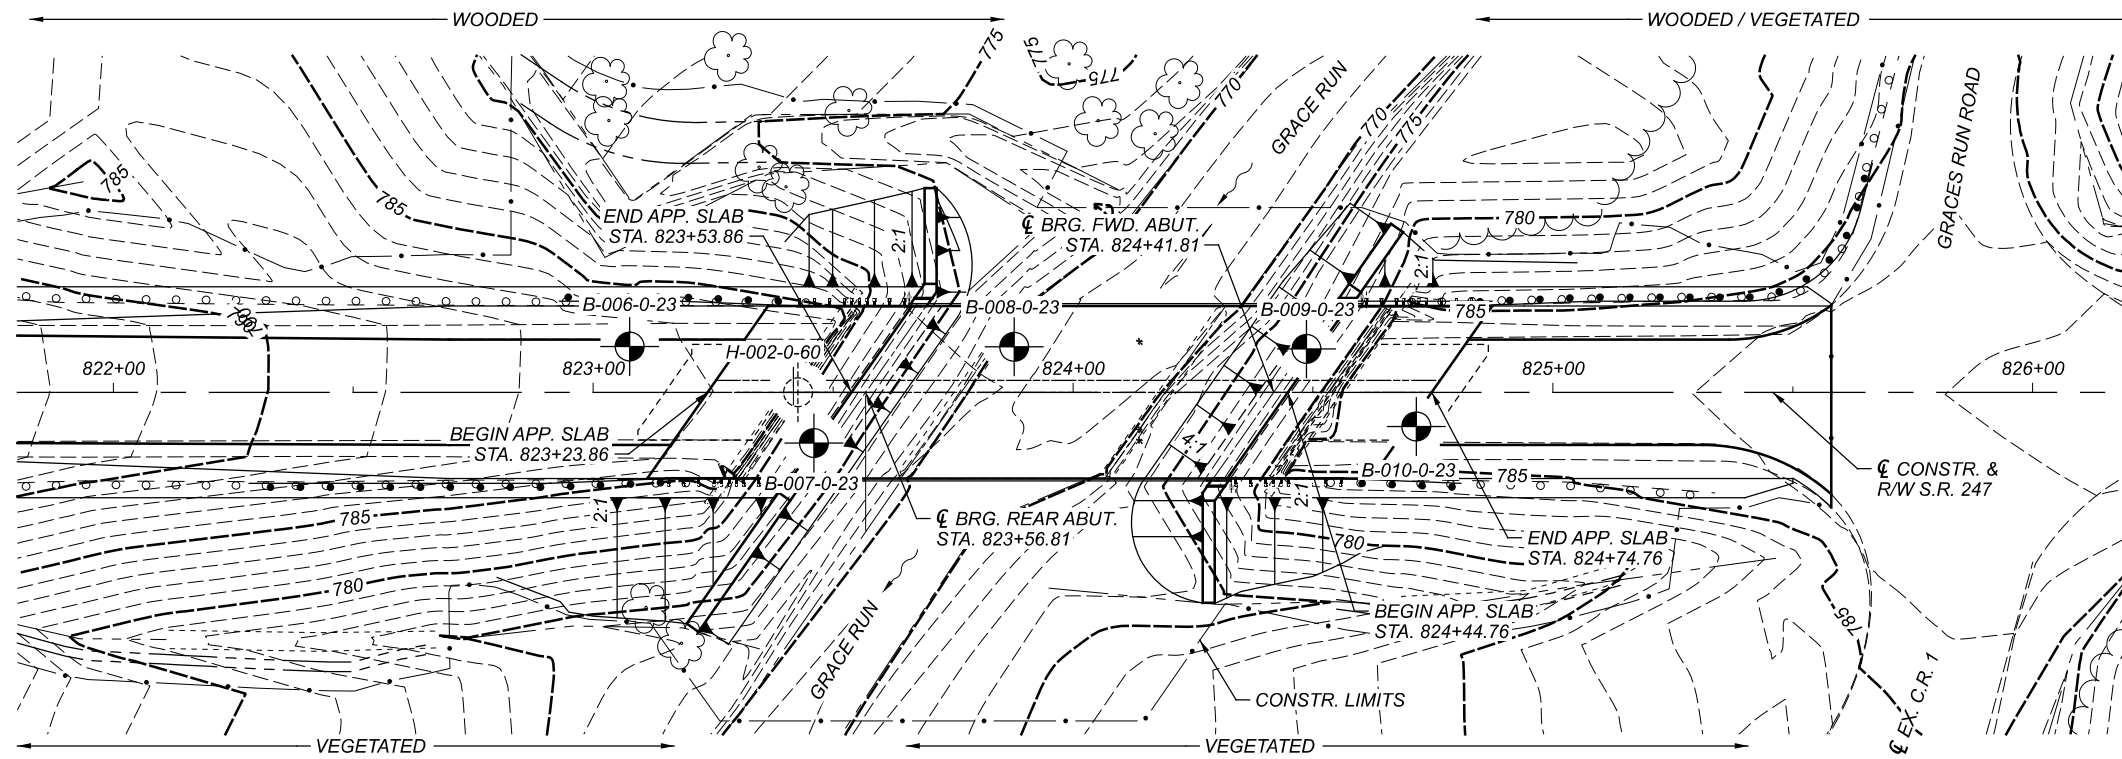 WOODED
WOODED / VEGETATED
775
775
775
770
GRACE RUN
770
775
GRACES RUN ROAD
785
785
END APP. SLAB
STA. 823+53.86
2:1
℄ BRG. FWD. ABUT.
STA. 824+41.81
780
2:1
B-006-0-23
B-008-0-23
B-009-0-23
785
790
790
H-002-0-60
822+00
823+00
824+00
825+00
826+00
BEGIN APP. SLAB
STA. 823+23.86
4:1
B-007-0-23
B-010-0-23
785
℄ CONSTR. &
R/W S.R. 247
2:1
2:1
785
℄ BRG. REAR ABUT.
STA. 823+56.81
780
END APP. SLAB
STA. 824+74.76
780
BEGIN APP. SLAB
STA. 824+44.76
785
GRACE RUN
CONSTR. LIMITS
℄ EX. C.R. 1
VEGETATED
VEGETATED